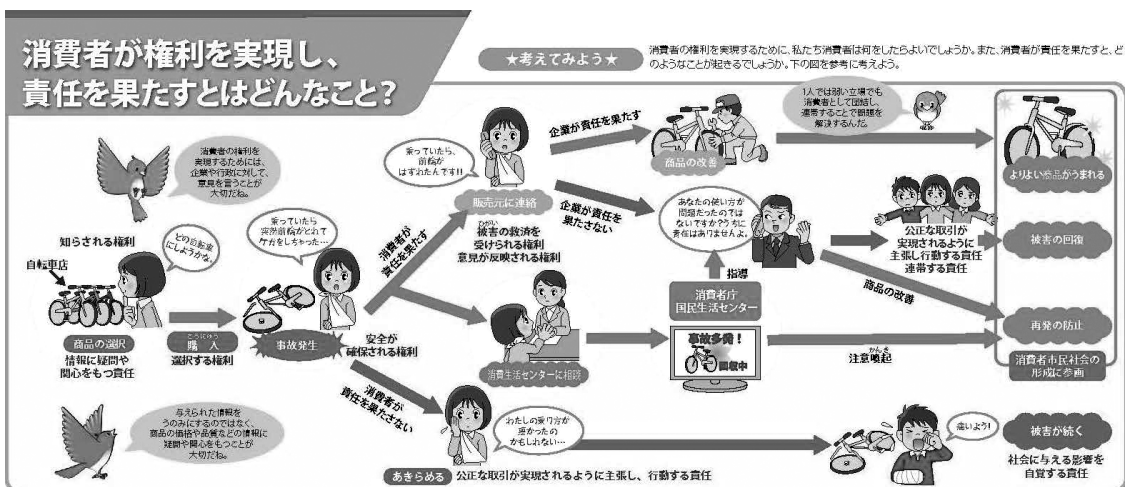 消費者が権利を実現し、
責任を果たすとはどんなこと?
★考えてみよう★
消費者の権利を実現するために、私たち消費者は何をしたらよいでしょうか。また、消費者が責任を果たすと、ど
のようなことが起きるでしょうか。下の図を参考に考えよう。
消費者の権利を
実現するためには、
企業や行政に対して、
意見を言うことが
大切だね。
知らされる権利
自転車店
どの自転車
にしようかな。
商品の選択
情報に疑問や
関心をもつ責任
こうにゅう
購入
選択する権利
乗っていたら
突然前輪がとれて
ケガをしちゃった…
事故発生
安全が
確保される権利
消費者が
責任を果たす
乗っていたら、
前輪が
はずれたんです!!
販売元に連絡
ひがい
被害の救済を
受けられる権利
意見が反映される権利
企業が責任を果たす
商品の改善
1人では弱い立場でも
消費者として団結し、
連帯することで問題を
解決するんだ。
よりよい商品がうまれる
企業が責任を
果たさない
あなたの使い方が
問題だったのでは
ないですか?うちに
責任はありませんよ。
公正な取引が
実現されるように
主張し行動する責任
連帯する責任
被害の回復
商品の改善
消費生活センターに相談
指導
消費者庁
国民生活センター
事故多発!
回収中
かんき
注意喚起
再発の防止
消費者市民社会の
形成に参画
消費者が
責任を果たさない
わたしの乗り方が
悪かったの
かもしれない…
あきらめる
公正な取引が実現されるように主張し、行動する責任
痛いよう!
被害が続く
社会に与える影響を
自覚する責任
与えられた情報を
うのみにするのではなく、
商品の価格や品質などの情報に
疑問や関心をもつことが
大切だね。